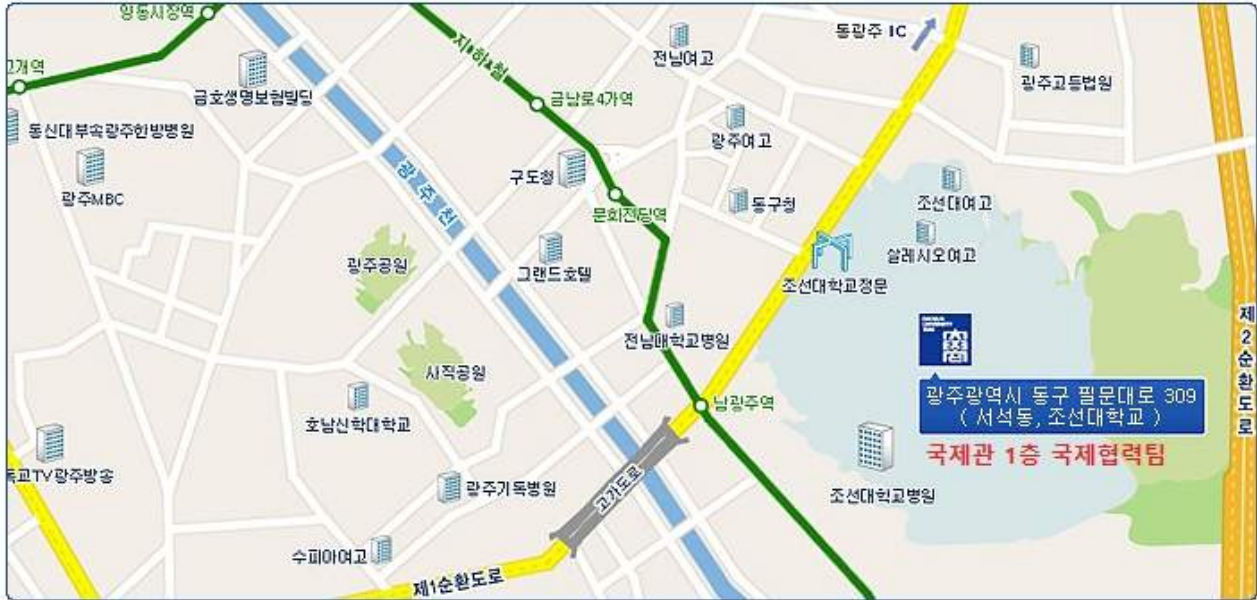 양동시장역
동광주 IC
지하철
전남여고
광주고등법원
금호생명보험빌딩
금남로4가역
동신대부속광주한방병원
광주여고
광주MBC
구도청
광주천
동구청
조선대여고
문화전당역
살레시오여고
광주공원
그랜드호텔
조선대학교정문
전남대학교병원
제2순환도로
사직공원
광주광역시 동구 필문대로 309
( 서석동, 조선대학교 )
남광주역
호남신학대학교
국제관 1층 국제협력팀
독교TV광주방송
고가도로
광주기독병원
조선대학교병원
수피아여고
제1순환도로